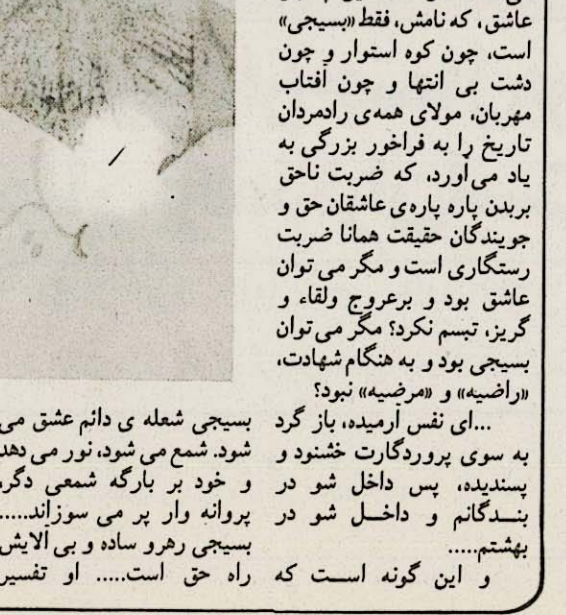 عاشق، که نامش، فقط «بسیجی»
است، چون کوه استوار و چون
دشت بی انتها و چون آفتاب
مهربان، مولای همه‌ی رادمردان
تاریخ را به فراخور بزرگی به
یاد می‌آورد، که ضربت ناحق
بربدن پاره پاره‌ی عاشقان حق و
جویندگان حقیقت همانا ضربت
رستگاری است و مگر می توان
عاشق بود و برعروج ولقاء و
گریز، تبسم نکرد؟ مگر می توان
بسیجی بود و به هنگام شهادت،
«راضیه» و «مرضیه» نبود؟
...ای نفس آرمیده، باز گرد
به سوی پروردگارت خشنود و
پسندیده، پس داخل شو در
بندگانم و داخل شو در
بهشتم.....
و این گونه است که
بسیجی شعله ی دائم عشق می
شود. شمع می شود، نور می دهد
و خود بر بارگه شمعی دگر،
پروانه وار پر می سوزاند.....
بسیجی رهرو ساده و بی آلایش
راه حق است..... او تفسیر